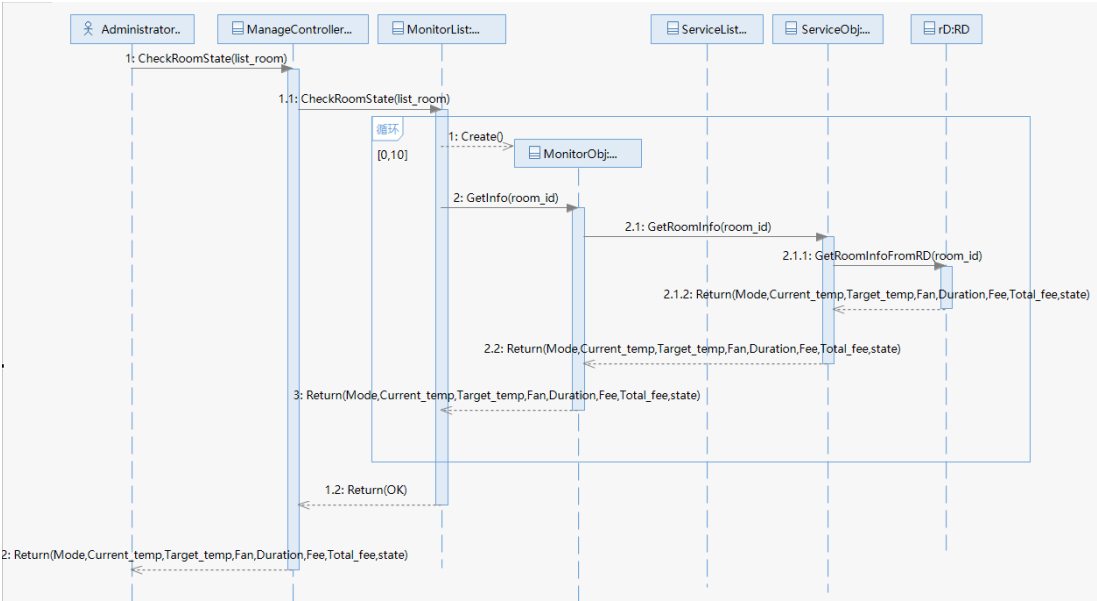 Administrator..
ManageController...
MonitorList:...
ServiceList...
ServiceObj:...
rD:RD
1: CheckRoomState(list_room)
1.1: CheckRoomState(list_room)
循环
[0,10]
1: Create()
MonitorObj:...
2: GetInfo(room_id)
2.1: GetRoomInfo(room_id)
2.1.1: GetRoomInfoFromRD(room_id)
2.1.2: Return(Mode,Current_temp,Target_temp,Fan,Duration,Fee,Total_fee,state)
2.2: Return(Mode,Current_temp,Target_temp,Fan,Duration,Fee,Total_fee,state)
3: Return(Mode,Current_temp,Target_temp,Fan,Duration,Fee,Total_fee,state)
1.2: Return(OK)
2: Return(Mode,Current_temp,Target_temp,Fan,Duration,Fee,Total_fee,state)